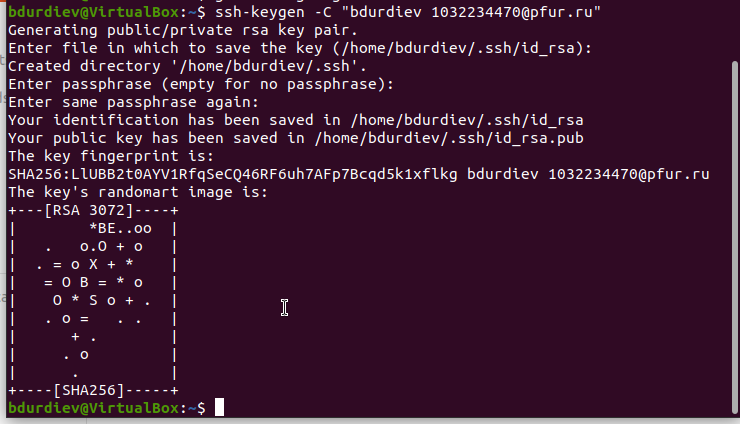 bdurdiev@VirtualBox:~$ ssh-keygen -C "bdurdiev 1032234470@pfur.ru"
Generating public/private rsa key pair.
Enter file in which to save the key (/home/bdurdiev/.ssh/id_rsa):
Created directory '/home/bdurdiev/.ssh'.
Enter passphrase (empty for no passphrase):
Enter same passphrase again:
Your identification has been saved in /home/bdurdiev/.ssh/id_rsa
Your public key has been saved in /home/bdurdiev/.ssh/id_rsa.pub
The key fingerprint is:
SHA256:LlUBB2t0AYV1RfqSeCQ46RF6uh7AFp7Bcqd5k1xflkg bdurdiev 1032234470@pfur.ru
The key's randomart image is:
+---[RSA 3072]----+
|        *BE..oo  |
|   .   o.O + o   |
|  . = o X + *    |
|   = O B = * o   |
|    O * S o + .  |
|   . o =   . .   |
|      + .        |
|     . o         |
|      .          |
+----[SHA256]-----+
bdurdiev@VirtualBox:~$